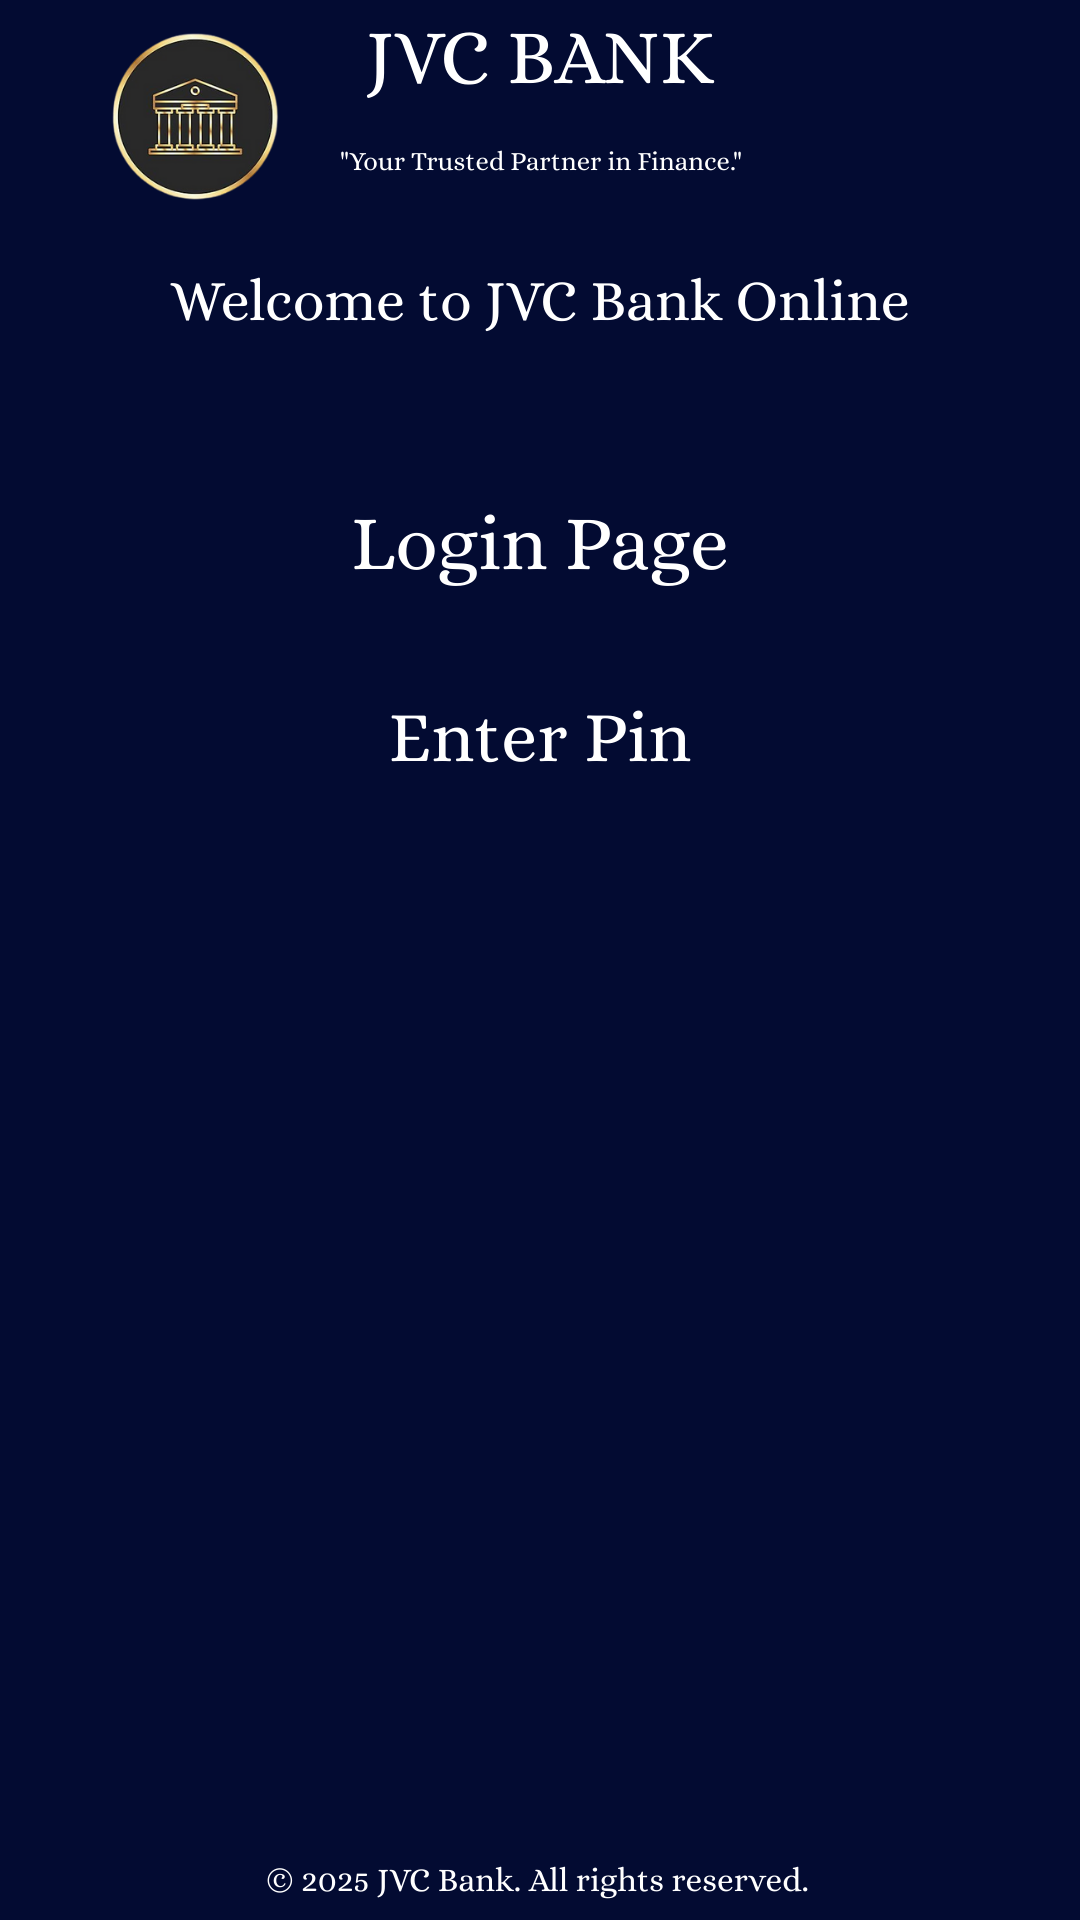 JVC BANK
"Your Trusted Partner in Finance."
Welcome to JVC Bank Online
Login Page
Enter Pin
© 2025 JVC Bank. All rights reserved.